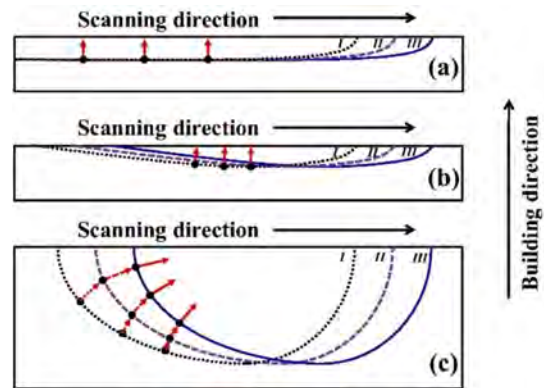 Scanning direction
I II III
(a)
Scanning direction
I II III
(b)
Scanning direction
I II III
(c)
Building direction